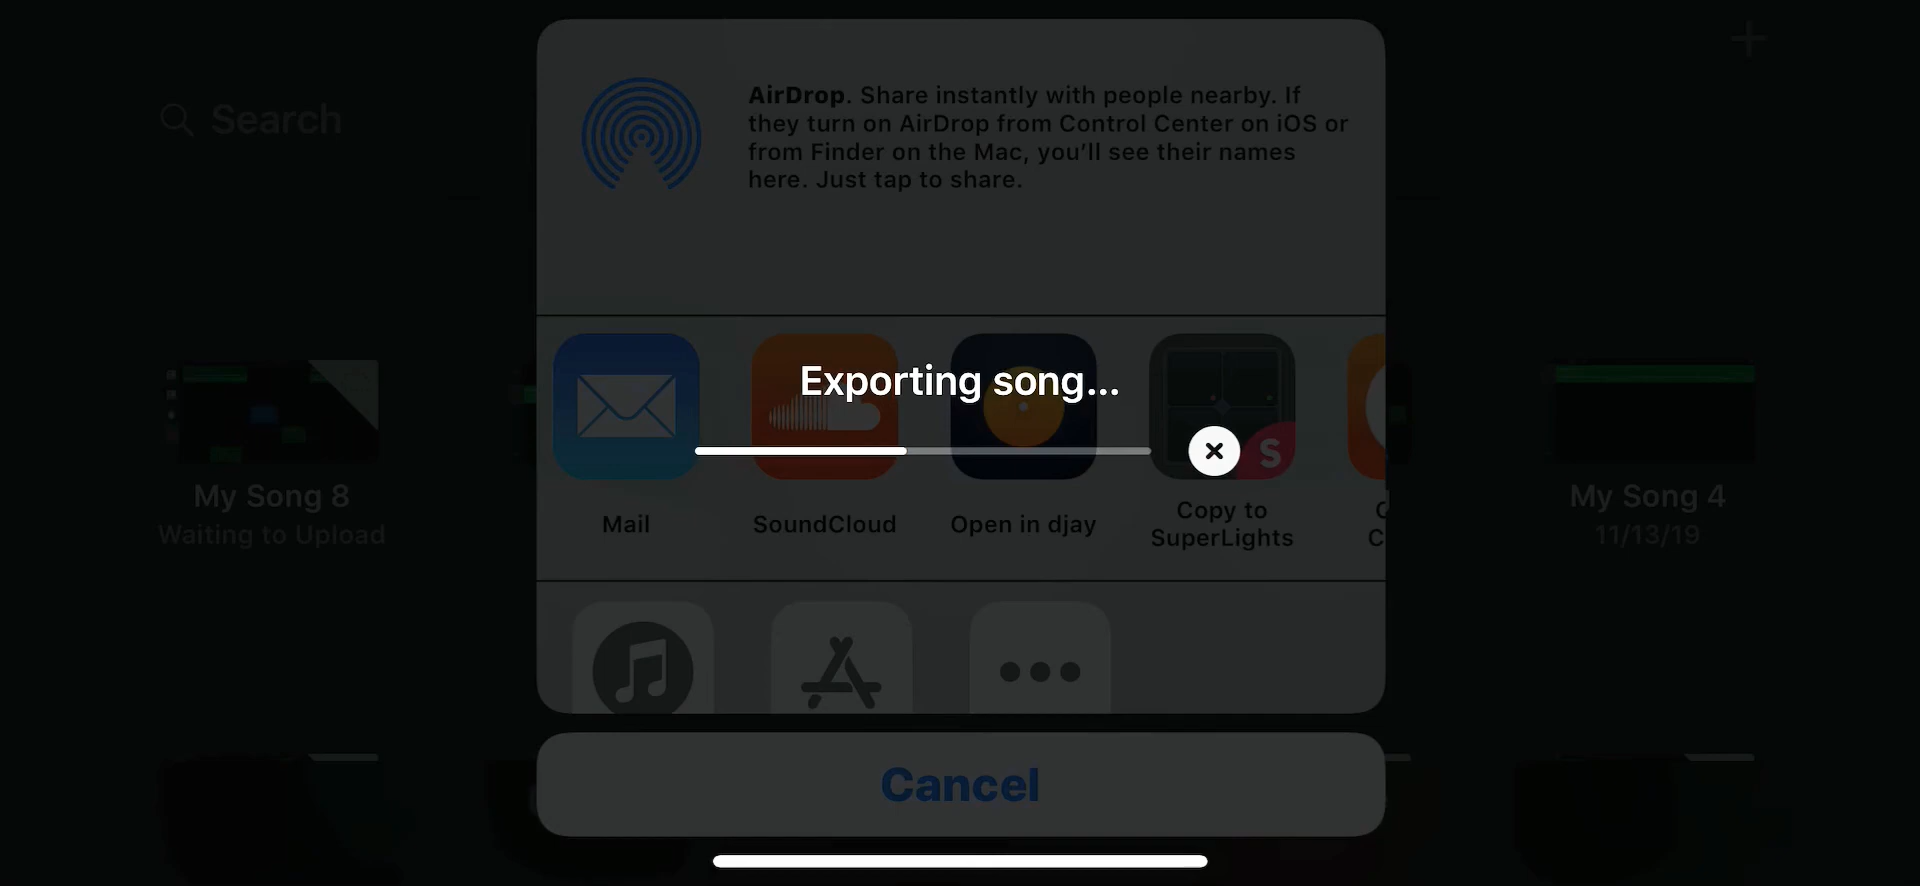 Search
AirDrop. Share instantly with people nearby. If
they turn on AirDrop from Control Center on iOS or
from Finder on the Mac, you’ll see their names
here. Just tap to share.
Exporting song...
Mail
SoundCloud
Open in djay
Copy to
SuperLights
My Song 8
Waiting to Upload
My Song 4
11/13/19
Cancel